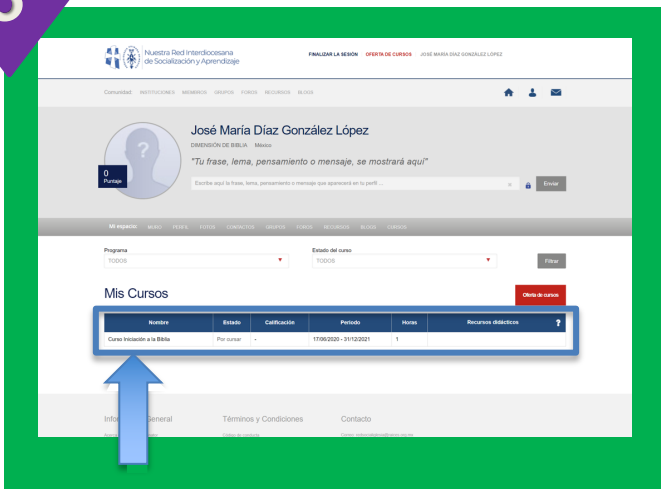 Nuestra Red Interdiocesana
de Socialización y Aprendizaje
FINALIZAR LA SESIÓN OFERTA DE CURSOS JOSÉ MARÍA DÍAZ GONZÁLEZ LÓPEZ
Comunidad: INSTITUCIONES MIEMBROS GRUPOS FOROS RECURSOS BLOGS
José María Díaz González López
DIMENSIÓN DE BIBLIA México
"Tu frase, lema, pensamiento o mensaje, se mostrará aquí"
?
0
Puntaje
Escribe aquí la frase, lema, pensamiento o mensaje que aparecerá en tu perfil ...
Enviar
Mi espacio: MURO PERFIL FOTOS CONTACTOS GRUPOS FOROS RECURSOS BLOGS CURSOS
Programa Estado del curso
TODOS TODOS Filtrar
Mis Cursos Oferta de cursos
Nombre Estado Calificación Periodo Horas Recursos didácticos ?
Curso Iniciación a la Biblia Por cursar - 17/06/2020 - 31/12/2021 1
General Términos y Condiciones Contacto